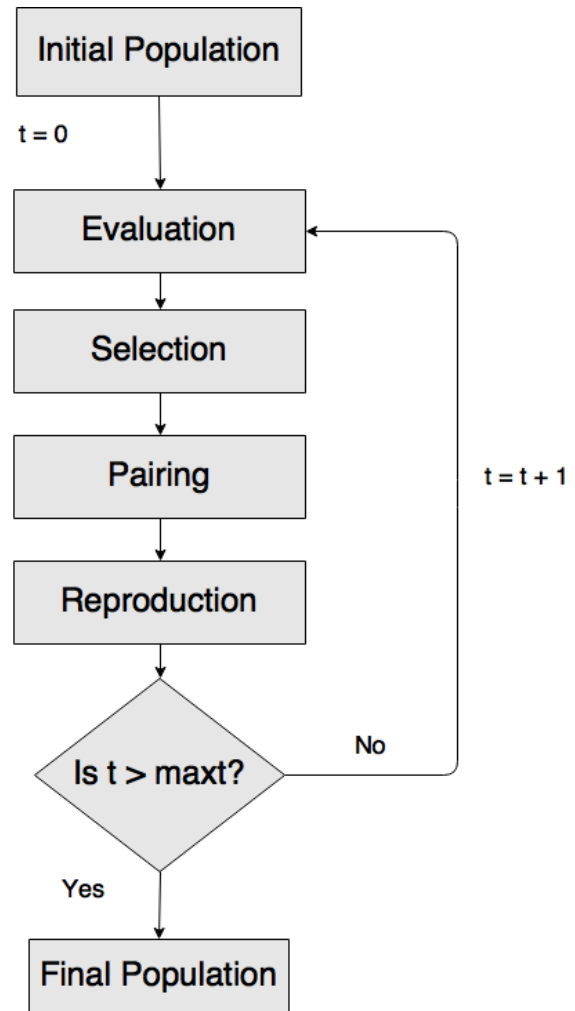 Initial Population
t = 0
Evaluation
Selection
Pairing
t = t + 1
Reproduction
No
Is t > maxt?
Yes
Final Population